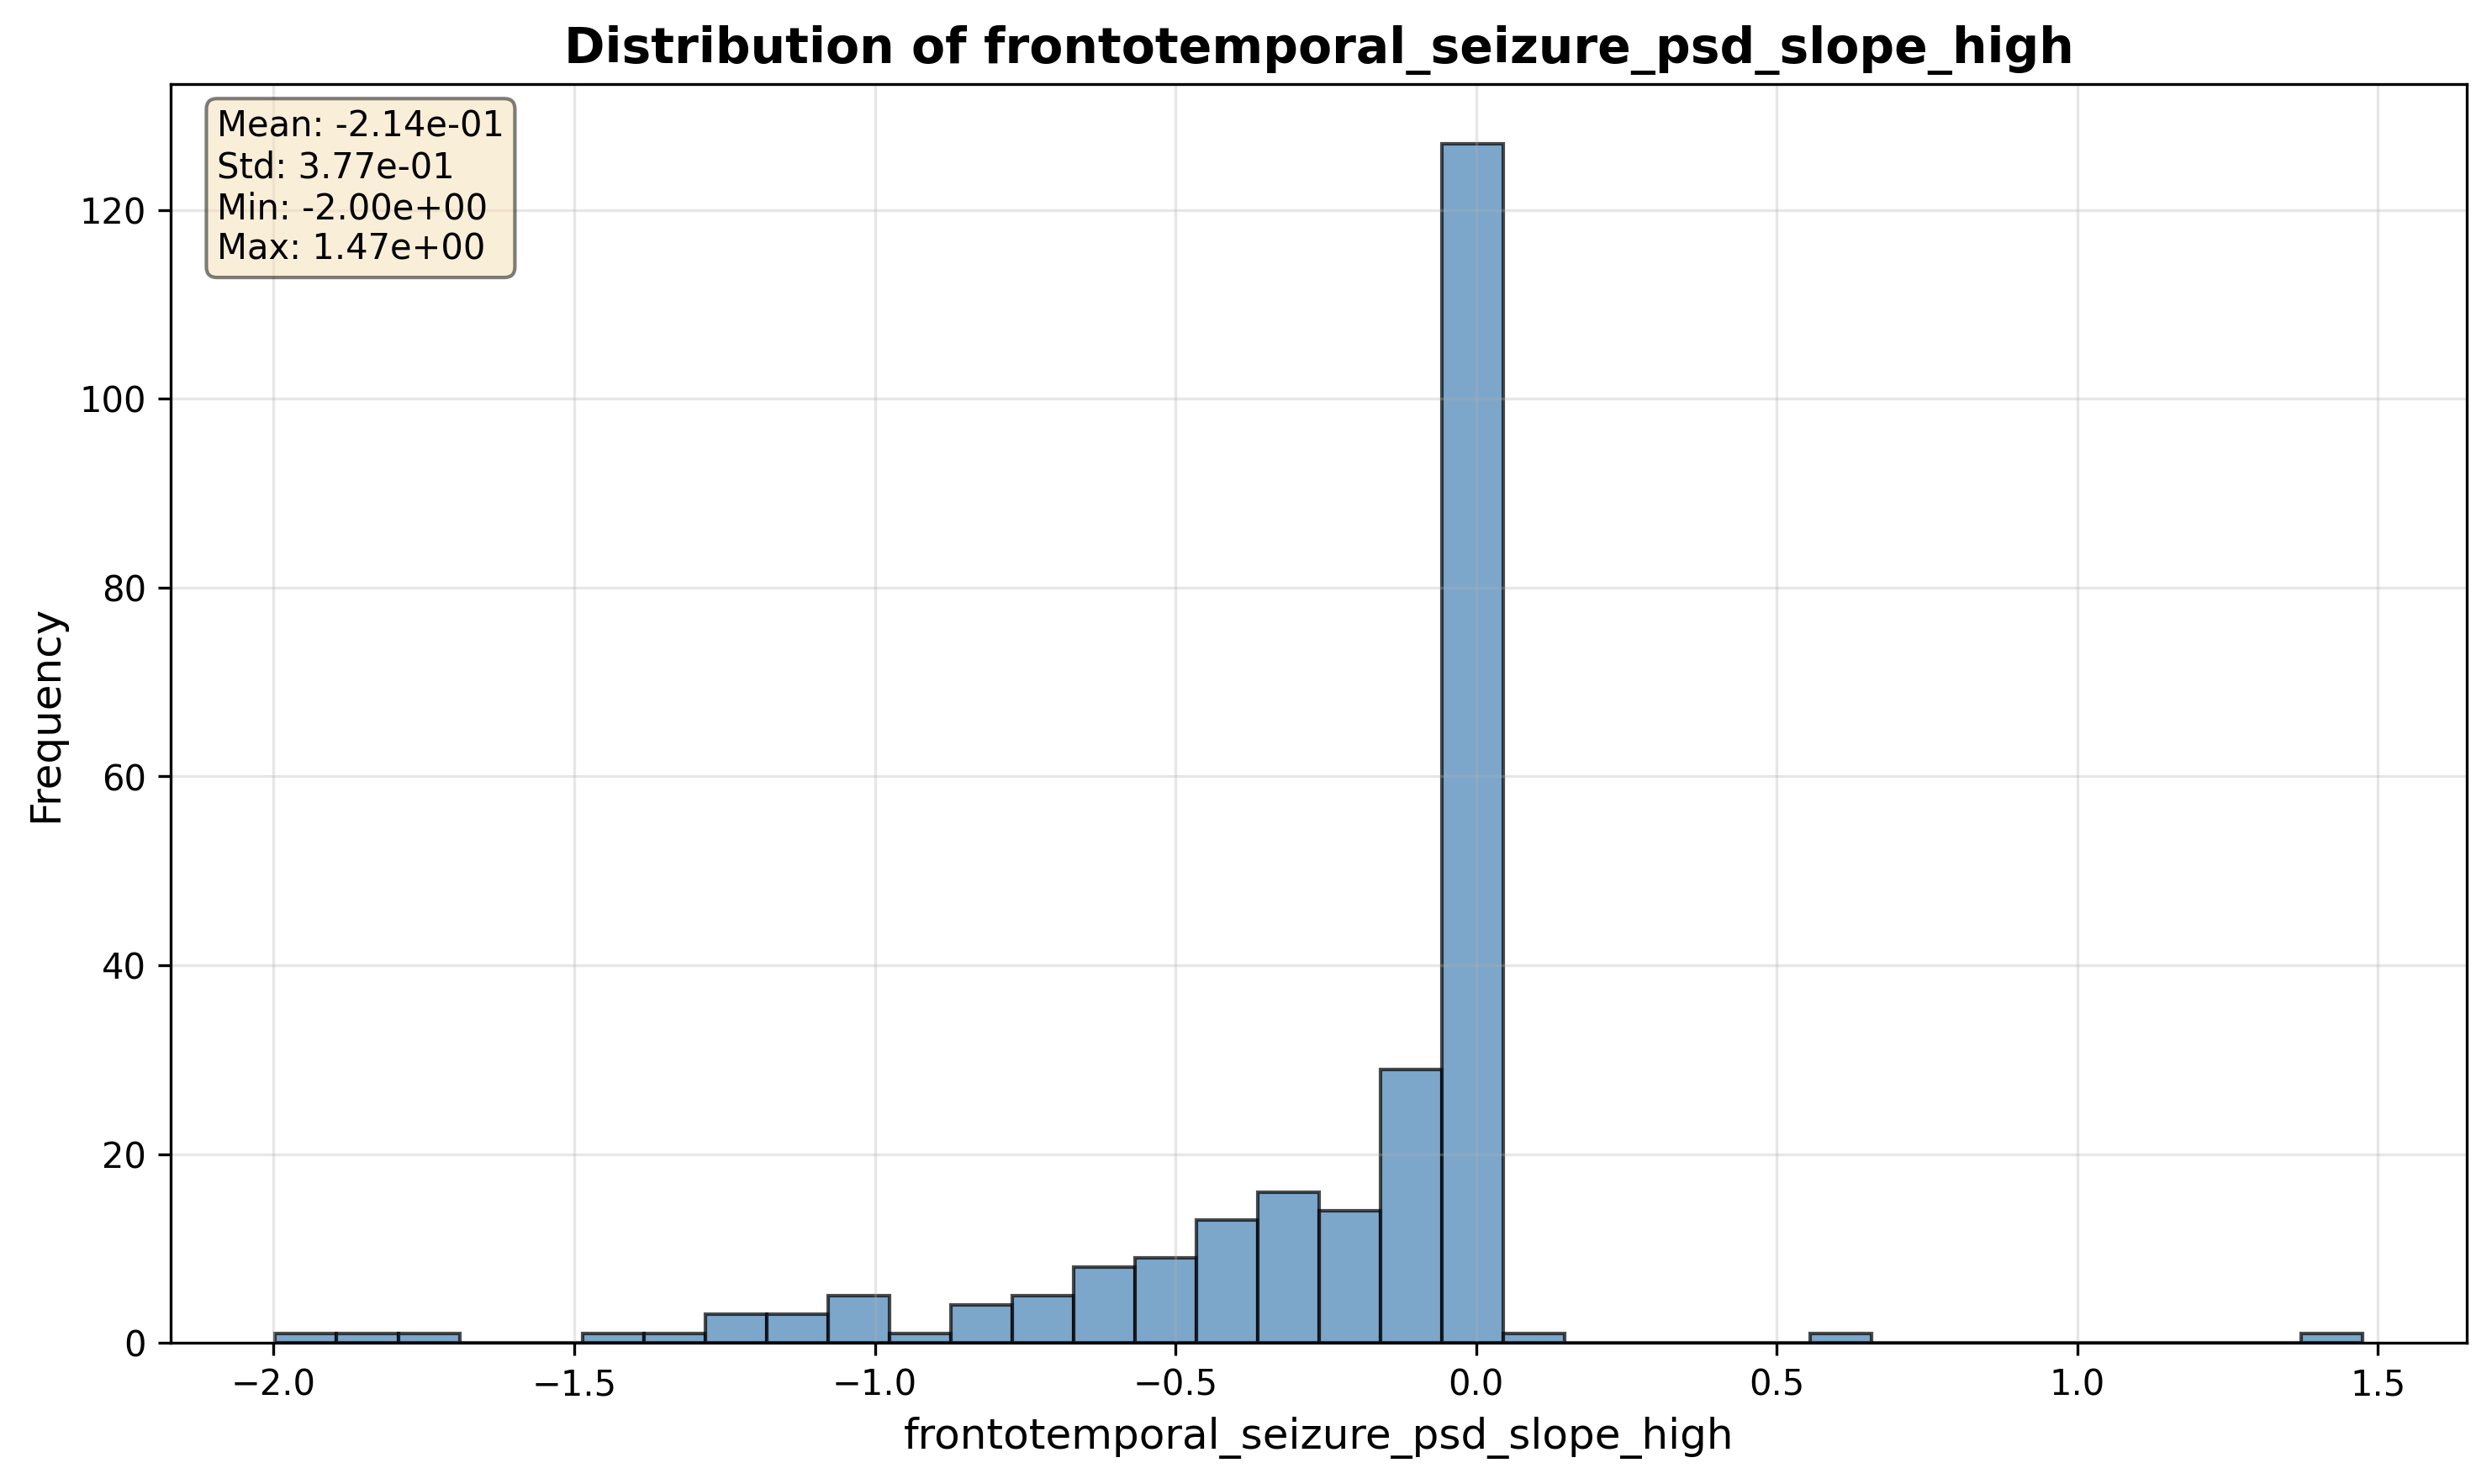 Distribution of frontotemporal_seizure_psd_slope_high
Mean: -2.14e-01
Std: 3.77e-01
Min: -2.00e+00
Max: 1.47e+00
120
100
80
60
40
20
0
Frequency
−2.0 −1.5 −1.0 −0.5 0.0 0.5 1.0 1.5
frontotemporal_seizure_psd_slope_high